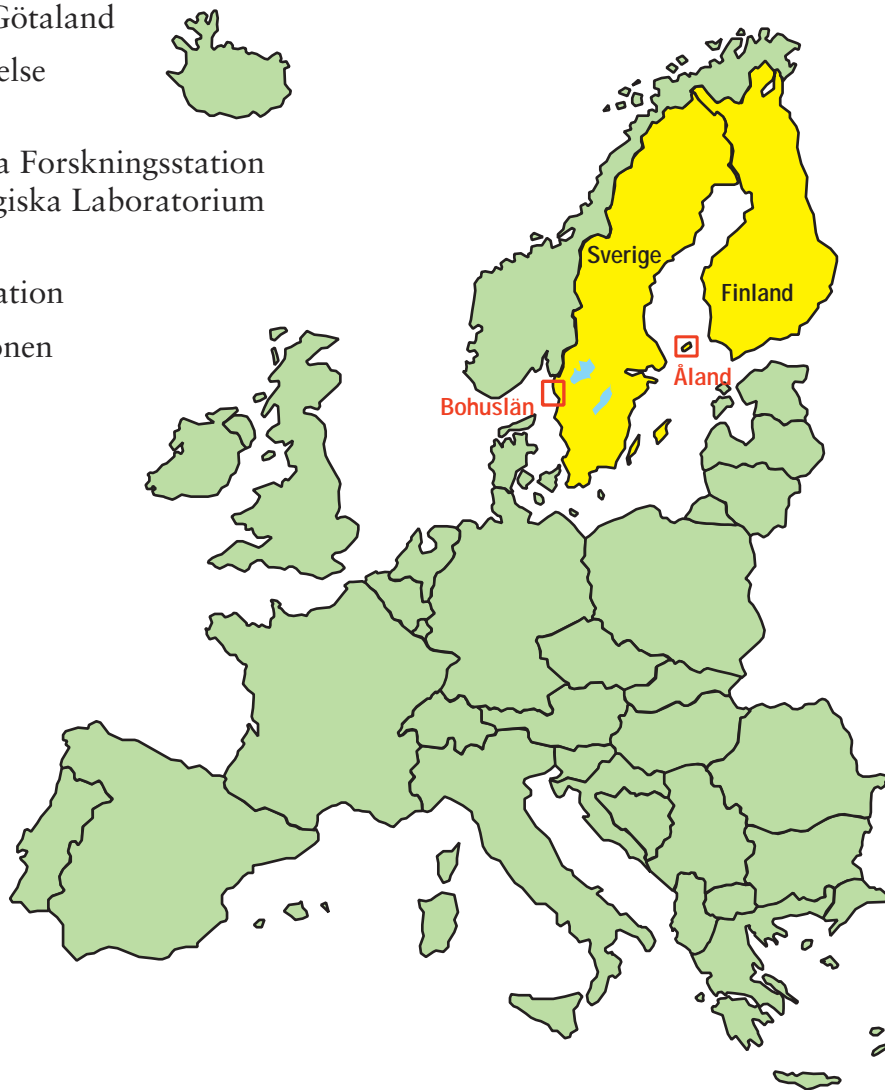 Götaland
else
a Forskningsstation
giska Laboratorium
ation
onen
Sverige
Finland
Åland
Bohuslän